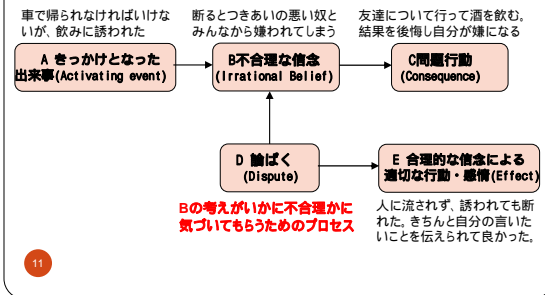 車で帰られなければいけな
いが、飲みに誘われた
断るとつきあいの悪い奴と
みんなから嫌われてしまう
友達について行って酒を飲む。
結果を後悔し自分が嫌になる
A きっかけとなった
出来事(Activating event)
B不合理な信念
(Irrational Belief)
C問題行動
(Consequence)
D 論ばく
(Dispute)
E 合理的な信念による
適切な行動・感情(Effect)
Bの考えがいかに不合理かに
気づいてもらうためのプロセス
人に流されず、誘われても断
れた。きちんと自分の言いた
いことを伝えられて良かった。
11